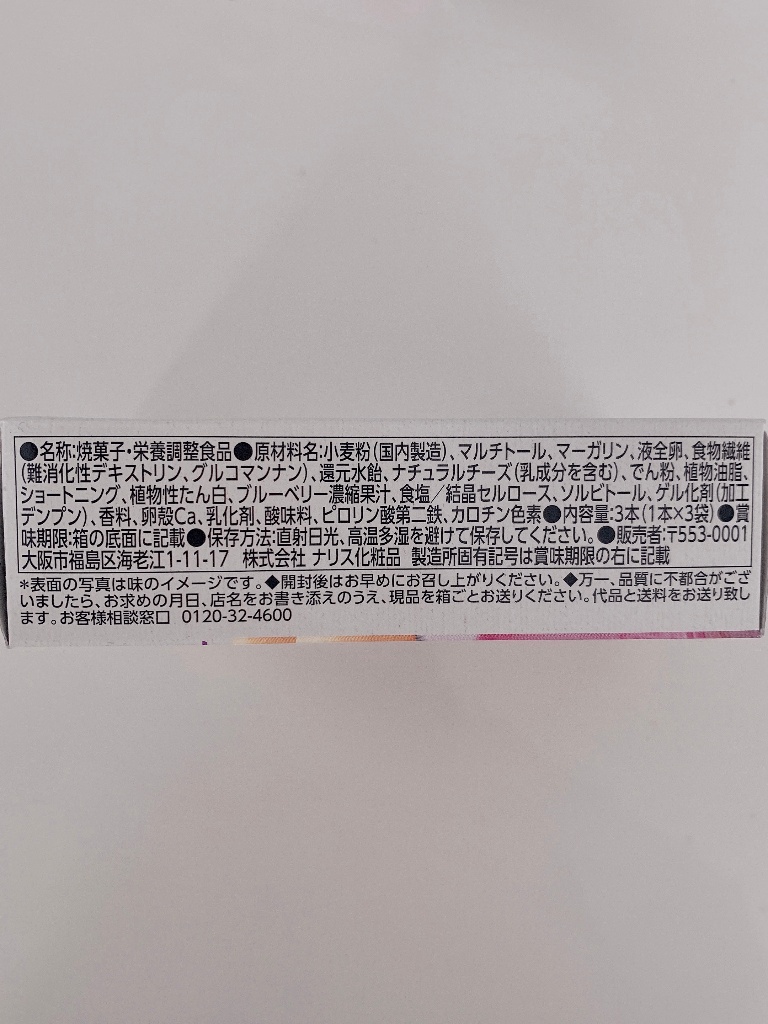 ●名称:焼菓子・栄養調整食品●原材料名:小麦粉(国内製造)、マルチトール、マーガリン、液全卵、食物繊維
(難消化性デキストリン、グルコマンナン)、還元水飴、ナチュラルチーズ(乳成分を含む)、でん粉、植物油脂、
ショートニング、植物性たん白、ブルーベリー濃縮果汁、食塩／結晶セルロース、ソルビトール、ゲル化剤(加工
デンプン)、香料、卵殻Ca、乳化剤、酸味料、ピロリン酸第二鉄、カロチン色素●内容量:3本(1本×3袋)●賞
味期限:箱の底面に記載●保存方法:直射日光、高温多湿を避けて保存してください。●販売者:〒553-0001
大阪市福島区海老江1-11-17 株式会社 ナリス化粧品 製造所固有記号は賞味期限の右に記載
*表面の写真は味のイメージです。◆開封後はお早めにお召し上がりください。◆万一、品質に不都合がござ
いましたら、お求めの月日、店名をお書き添えのうえ、現品を箱ごとお送りください。代品と送料をお送り致し
ます。お客様相談窓口 0120-32-4600